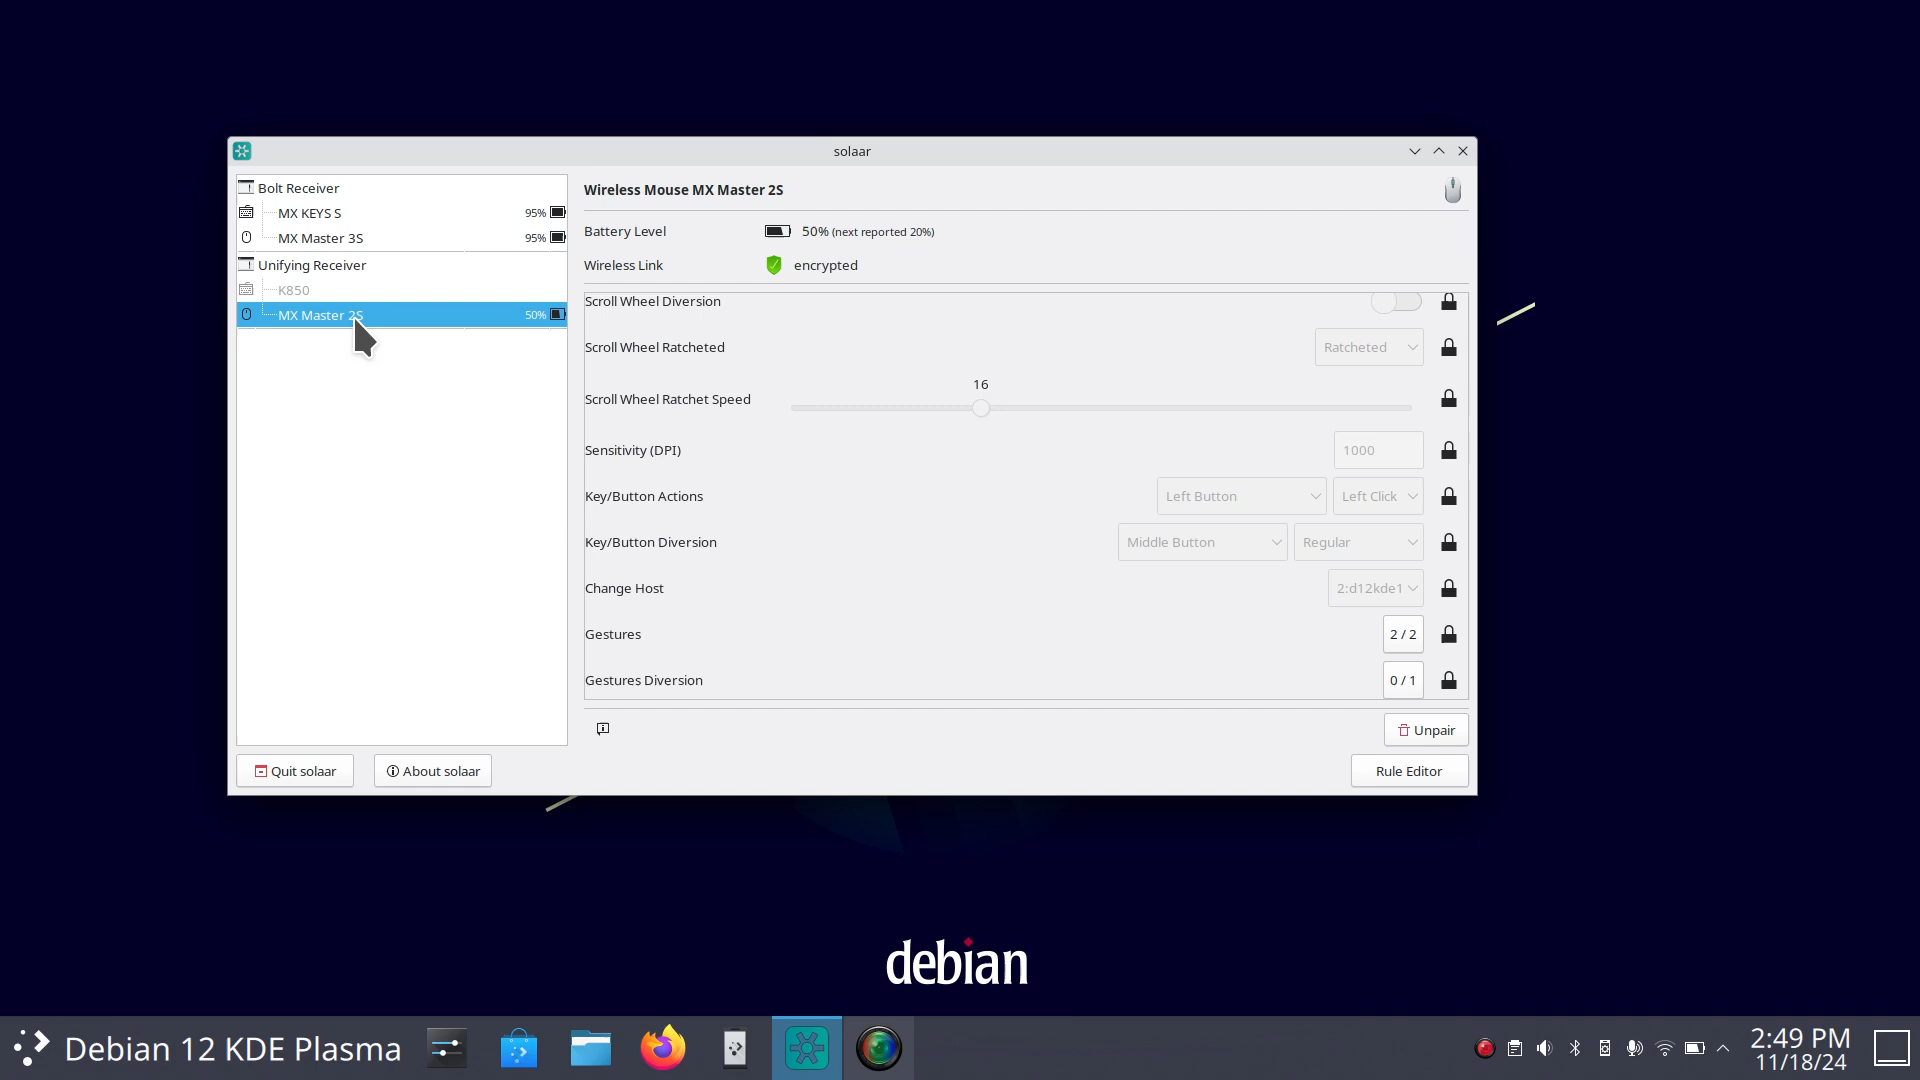 solaar
Bolt Receiver
MX KEYS S 95%
MX Master 3S 95%
Unifying Receiver
K850
MX Master 2S 50%
Wireless Mouse MX Master 2S
Battery Level 50% (next reported 20%)
Wireless Link encrypted
Scroll Wheel Diversion
Scroll Wheel Ratcheted Ratcheted
16
Scroll Wheel Ratchet Speed
Sensitivity (DPI) 1000
Key/Button Actions Left Button Left Click
Key/Button Diversion Middle Button Regular
Change Host 2:d12kde1
Gestures 2 / 2
Gestures Diversion 0 / 1
Unpair
Quit solaar About solaar Rule Editor
debian
Debian 12 KDE Plasma
2:49 PM
11/18/24